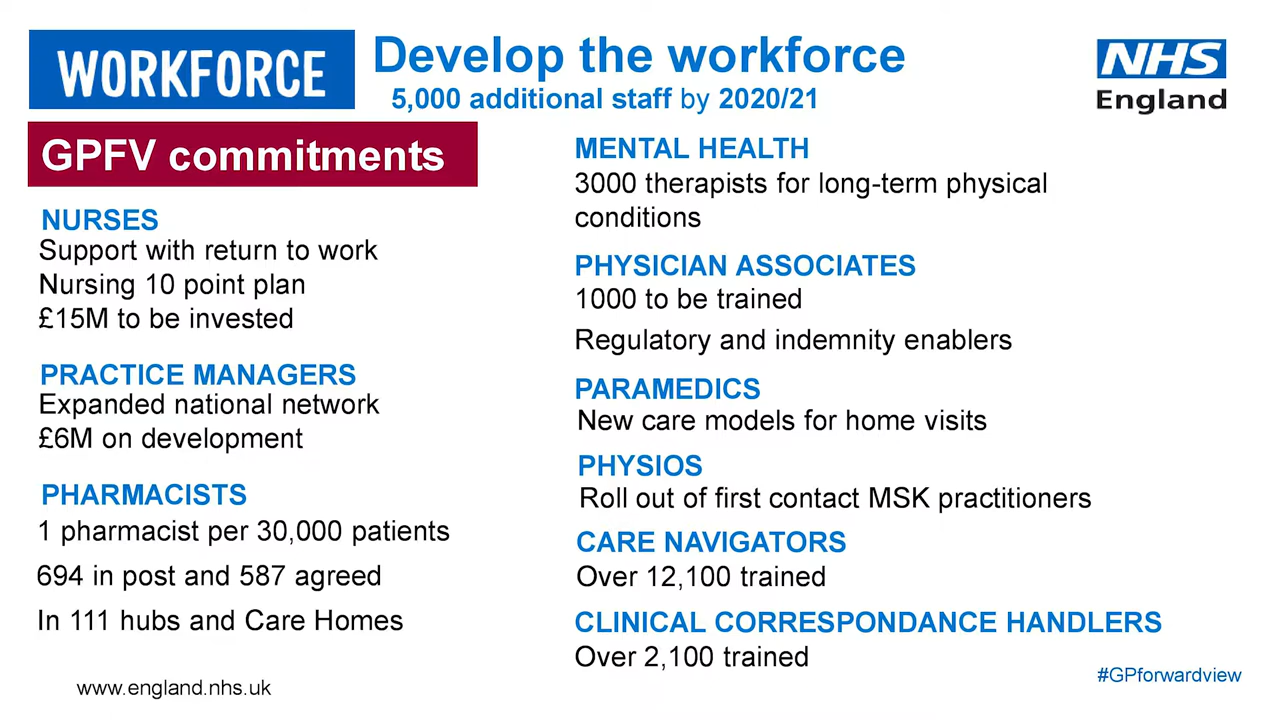 WORKFORCE
Develop the workforce
5,000 additional staff by 2020/21
NHS
England
GPFV commitments
NURSES
Support with return to work
Nursing 10 point plan
£15M to be invested
PRACTICE MANAGERS
Expanded national network
£6M on development
PHARMACISTS
1 pharmacist per 30,000 patients
694 in post and 587 agreed
In 111 hubs and Care Homes
MENTAL HEALTH
3000 therapists for long-term physical
conditions
PHYSICIAN ASSOCIATES
1000 to be trained
Regulatory and indemnity enablers
PARAMEDICS
New care models for home visits
PHYSIOS
Roll out of first contact MSK practitioners
CARE NAVIGATORS
Over 12,100 trained
CLINICAL CORRESPONDANCE HANDLERS
Over 2,100 trained
www.england.nhs.uk
#GPforwardview